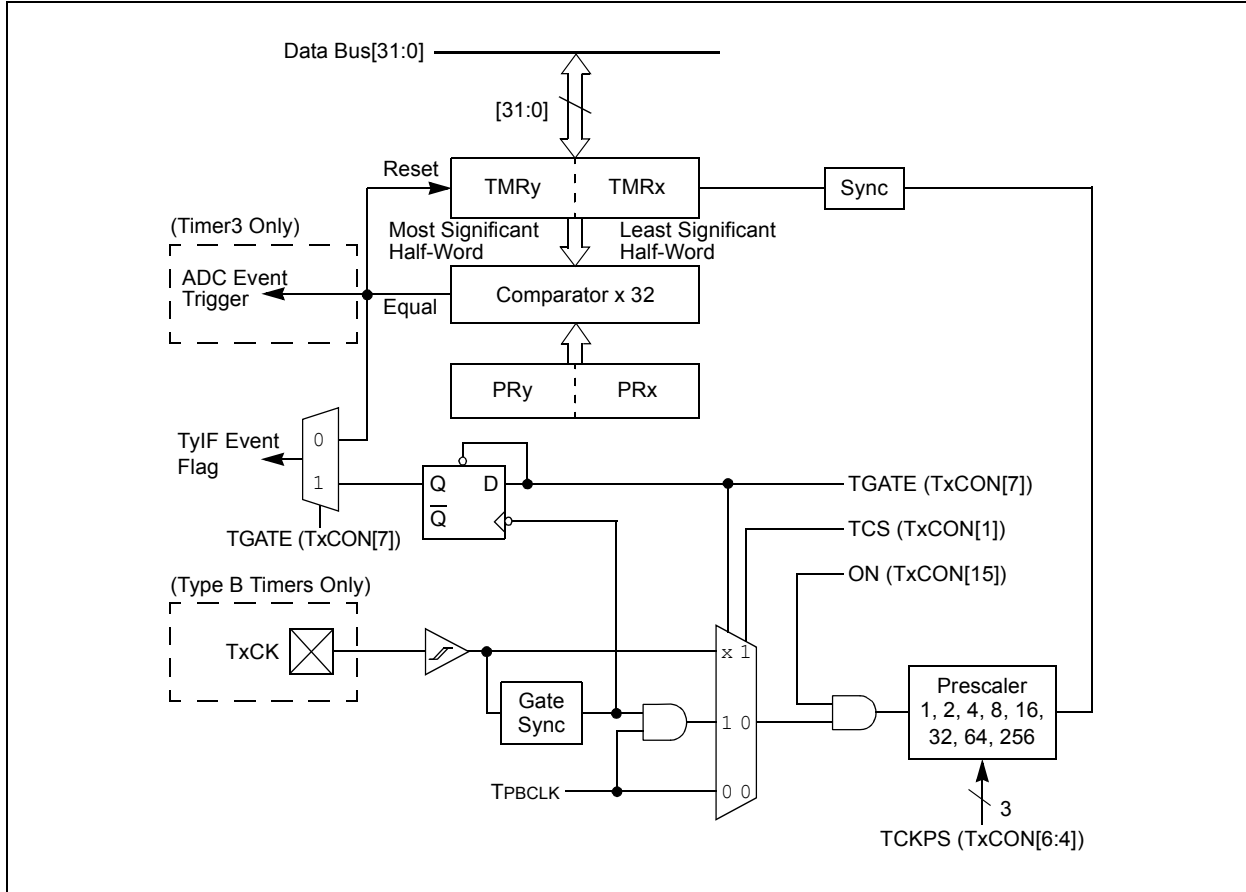 Data Bus[31:0]
[31:0]
Reset
TMRy
TMRx
Sync
(Timer3 Only)
Most Significant
Half-Word
Least Significant
Half-Word
ADC Event
Trigger
Equal
Comparator x 32
PRy
PRx
TyIF Event
Flag
0
1
Q
D
Q
TGATE (TxCON[7])
TGATE (TxCON[7])
TCS (TxCON[1])
ON (TxCON[15])
(Type B Timers Only)
TxCK
x 1
Gate
Sync
1 0
Prescaler
1, 2, 4, 8, 16,
32, 64, 256
TPBCLK
0 0
3
TCKPS (TxCON[6:4])